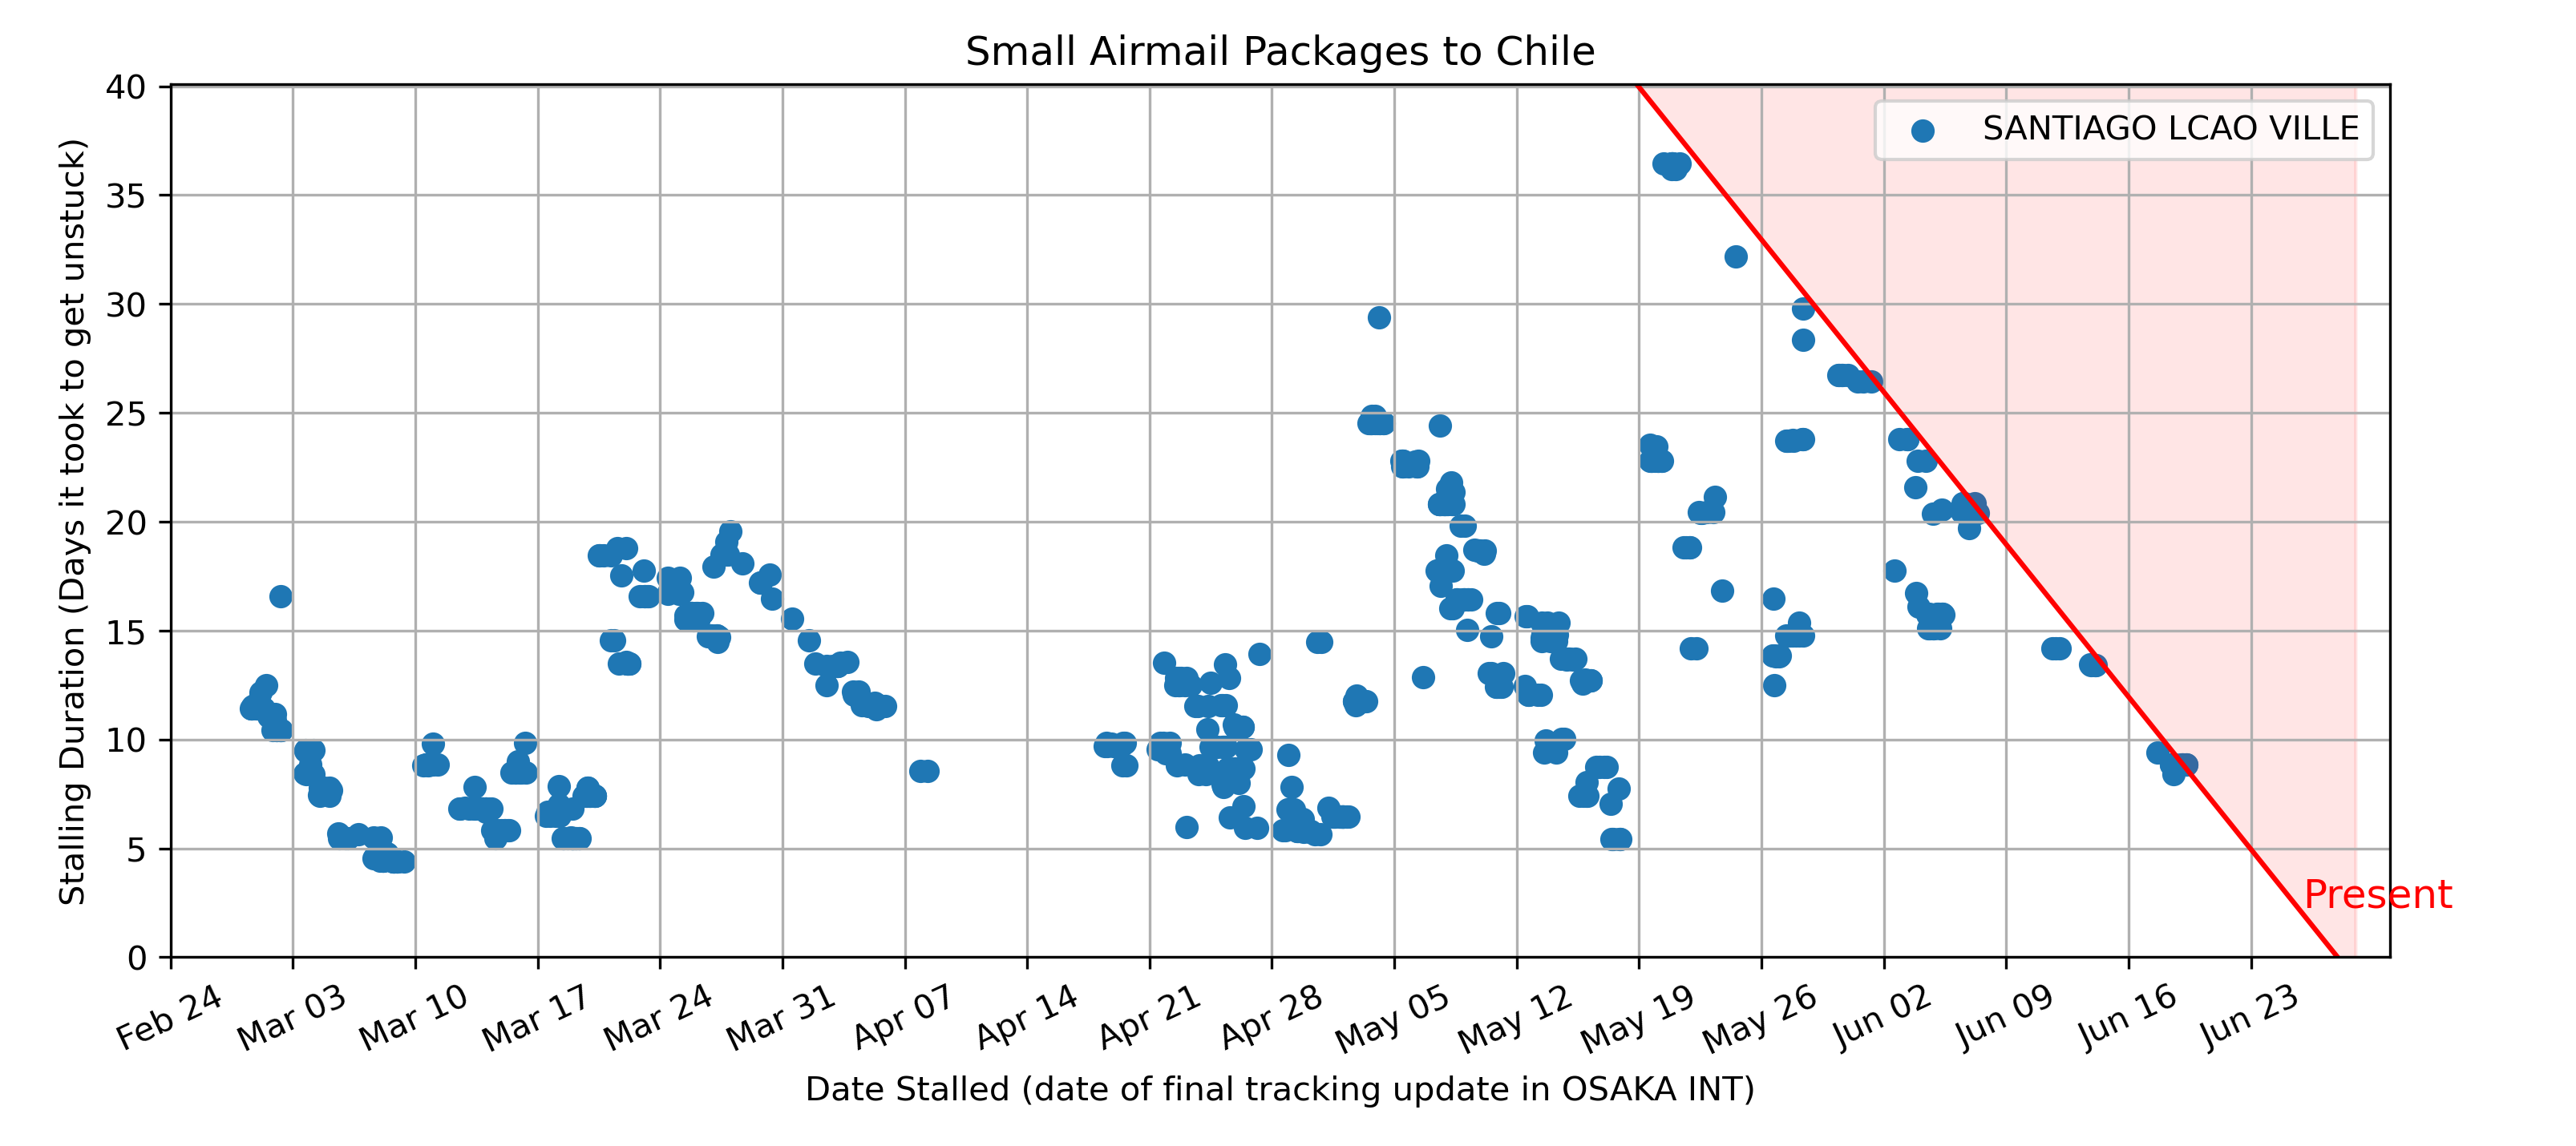 Small Airmail Packages to Chile
SANTIAGO LCAO VILLE
Stalling Duration (Days it took to get unstuck)
40
35
30
25
20
15
10
5
0
Present
Feb 24 Mar 03 Mar 10 Mar 17 Mar 24 Mar 31 Apr 07 Apr 14 Apr 21 Apr 28 May 05 May 12 May 19 May 26 Jun 02 Jun 09 Jun 16 Jun 23
Date Stalled (date of final tracking update in OSAKA INT)